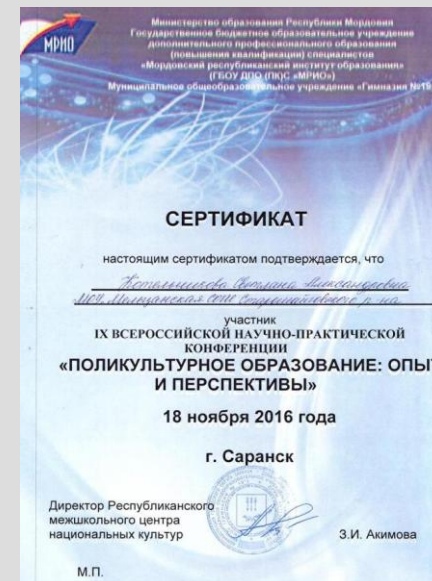 МРИО
Министерство образования Республики Мордовия
Государственное бюджетное образовательное учреждение
дополнительного профессионального образования
(повышения квалификации) специалистов
«Мордовский республиканский институт образования»
(ГБОУ ДПО (ПК)С «МРИО»)
Муниципальное общеобразовательное учреждение «Гимназия №19
СЕРТИФИКАТ
настоящим сертификатом подтверждается, что
Котельникова Светлана Александровна
МОУ Мельцанская СОШ Старошайговского р-на
участник
IX ВСЕРОССИЙСКОЙ НАУЧНО-ПРАКТИЧЕСКОЙ
КОНФЕРЕНЦИИ
«ПОЛИКУЛЬТУРНОЕ ОБРАЗОВАНИЕ: ОПЫТ
И ПЕРСПЕКТИВЫ»
18 ноября 2016 года
г. Саранск
Директор Республиканского
межшкольного центра
национальных культур
З.И. Акимова
М.П.